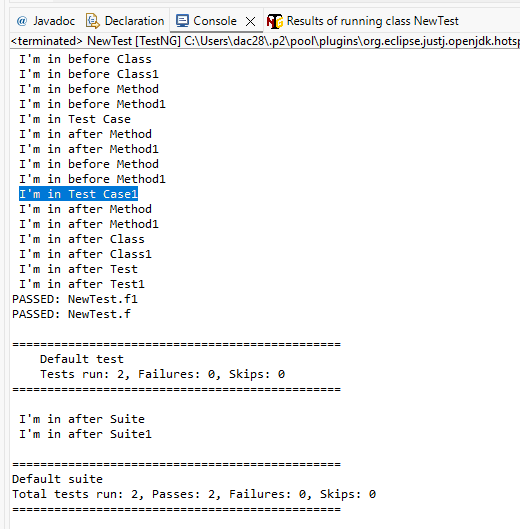 @ Javadoc Declaration Console Results of running class NewTest
<terminated> NewTest [TestNG] C:\Users\dac28\.p2\pool\plugins\org.eclipse.justj.openjdk.hotsp
I'm in before Class
I'm in before Class1
I'm in before Method
I'm in before Method1
I'm in Test Case
I'm in after Method
I'm in after Method1
I'm in before Method
I'm in before Method1
I'm in Test Case1
I'm in after Method
I'm in after Method1
I'm in after Class
I'm in after Class1
I'm in after Test
I'm in after Test1
PASSED: NewTest.f1
PASSED: NewTest.f
===============================================
Default test
Tests run: 2, Failures: 0, Skips: 0
===============================================
I'm in after Suite
I'm in after Suite1
===============================================
Default suite
Total tests run: 2, Passes: 2, Failures: 0, Skips: 0
===============================================